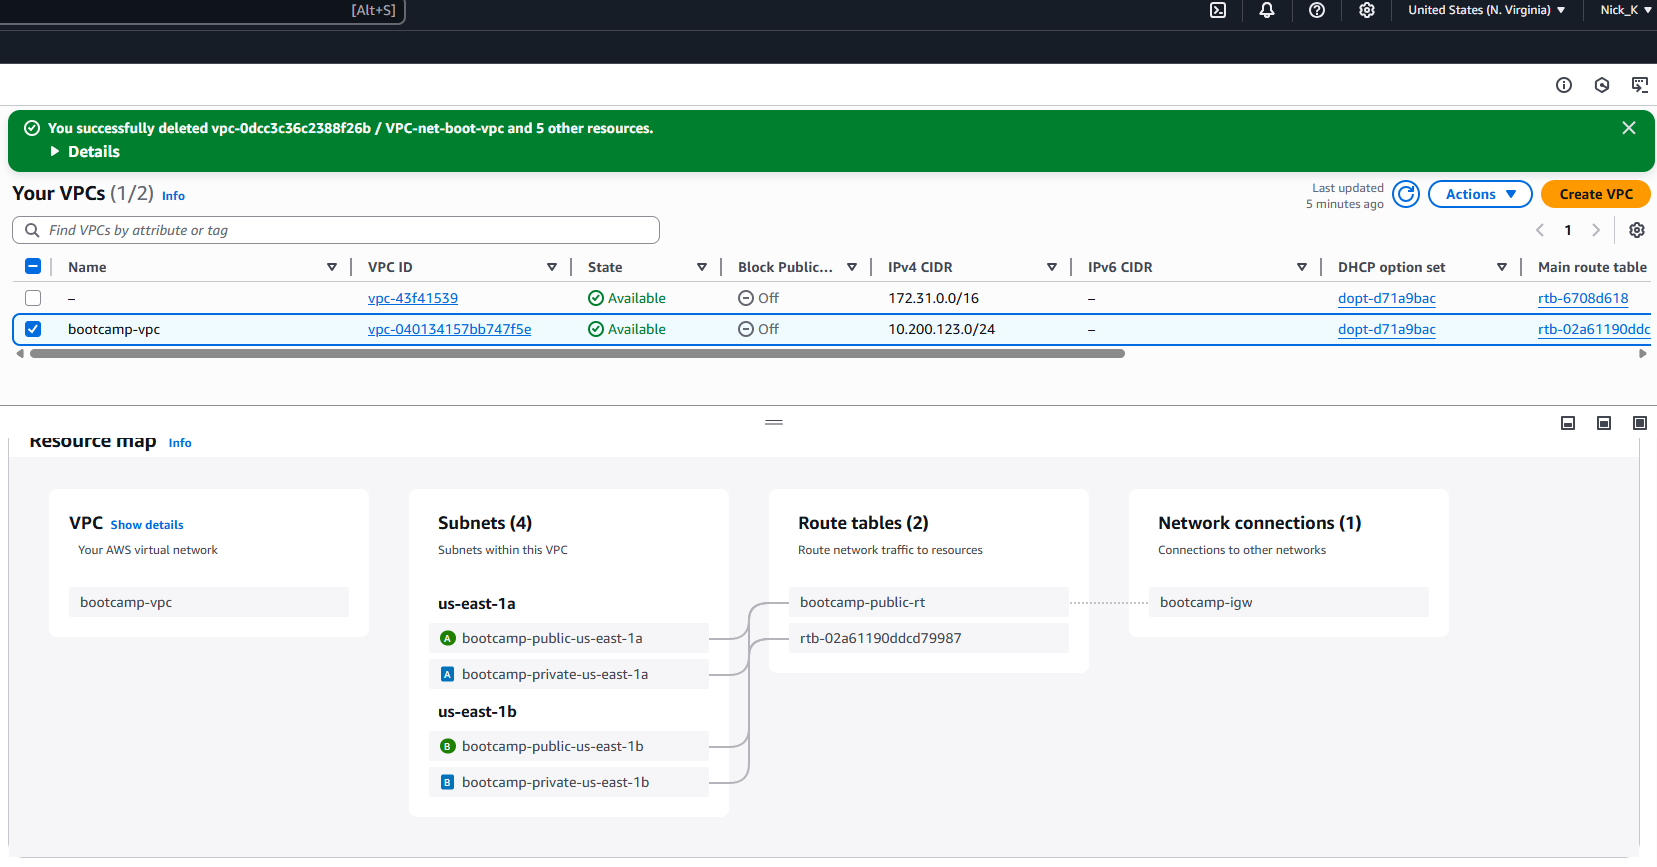 [Alt+S]
United States (N. Virginia) ▼
Nick_K ▼
You successfully deleted vpc-0dcc3c36c2388f26b / VPC-net-boot-vpc and 5 other resources.
Details
Your VPCs (1/2) Info
Last updated
5 minutes ago
Actions
Create VPC
Find VPCs by attribute or tag
1
Name VPC ID State Block Public... IPv4 CIDR IPv6 CIDR DHCP option set Main route table
– vpc-43f41539 Available Off 172.31.0.0/16 – dopt-d71a9bac rtb-6708d618
bootcamp-vpc vpc-040134157bb747f5e Available Off 10.200.123.0/24 – dopt-d71a9bac rtb-02a61190ddc
Resource map Info
VPC Show details
Your AWS virtual network
bootcamp-vpc
Subnets (4)
Subnets within this VPC
us-east-1a
A bootcamp-public-us-east-1a
A bootcamp-private-us-east-1a
us-east-1b
B bootcamp-public-us-east-1b
B bootcamp-private-us-east-1b
Route tables (2)
Route network traffic to resources
bootcamp-public-rt
rtb-02a61190ddcd79987
Network connections (1)
Connections to other networks
bootcamp-igw